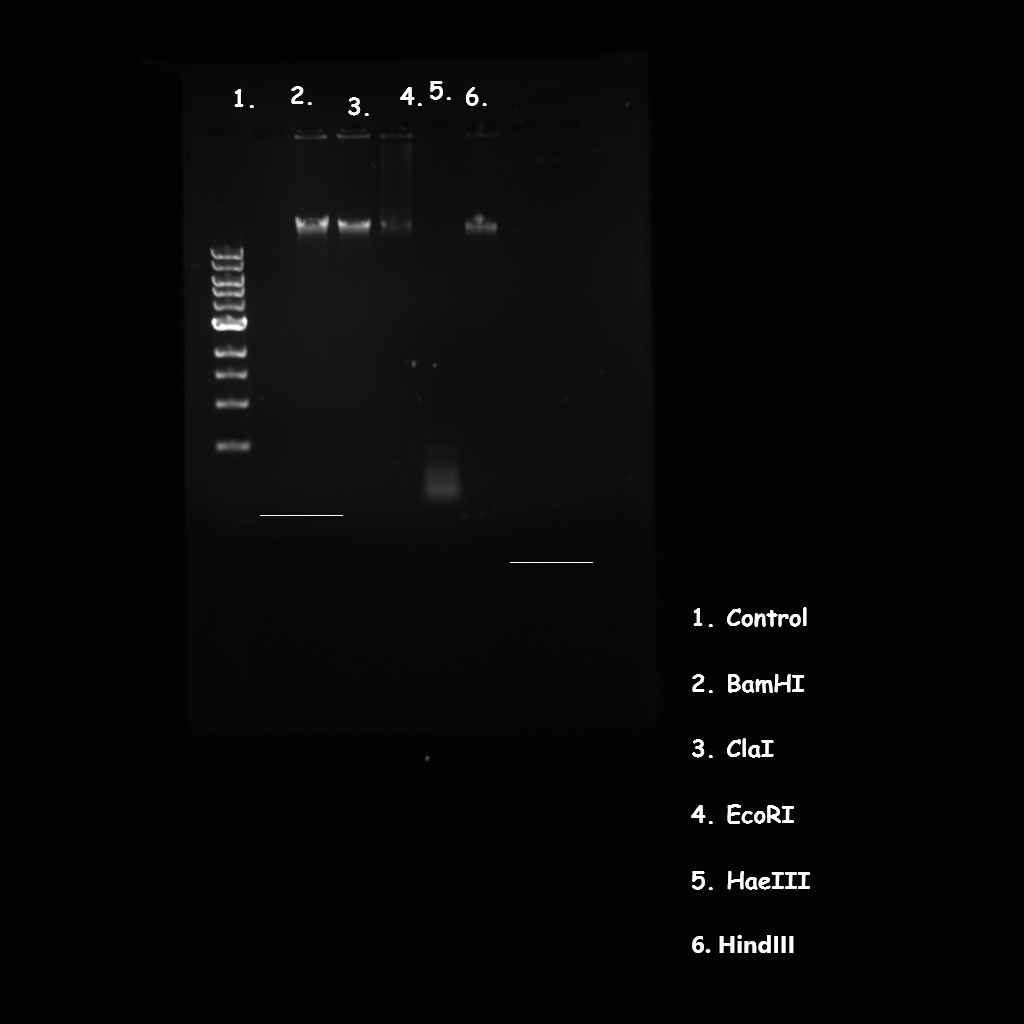 1. 2. 3. 4. 5. 6.
1. Control
2. BamHI
3. ClaI
4. EcoRI
5. HaeIII
6. HindIII